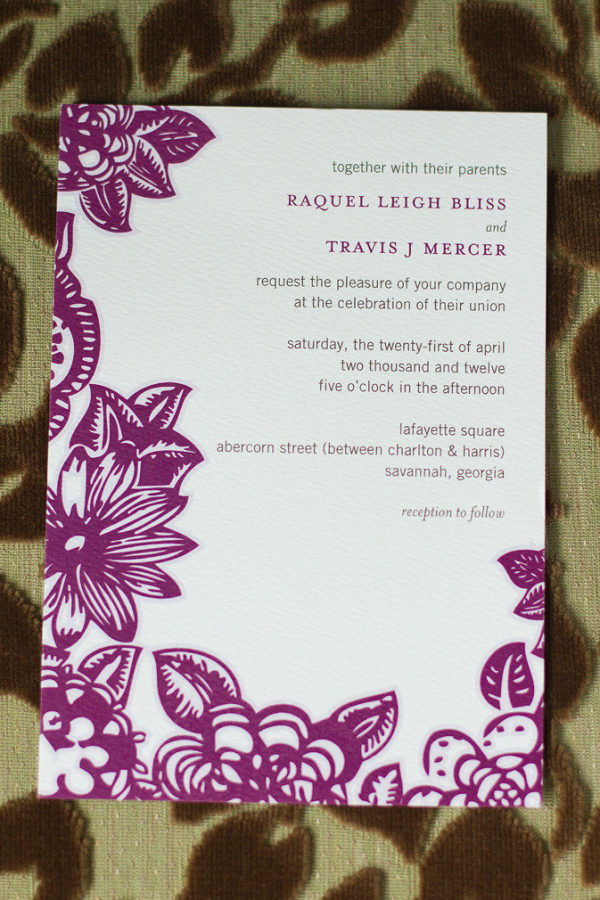 together with their parents
RAQUEL LEIGH BLISS
and
TRAVIS J MERCER
request the pleasure of your company
at the celebration of their union
saturday, the twenty-first of april
two thousand and twelve
five o'clock in the afternoon
lafayette square
abercorn street (between charlton & harris)
savannah, georgia
reception to follow